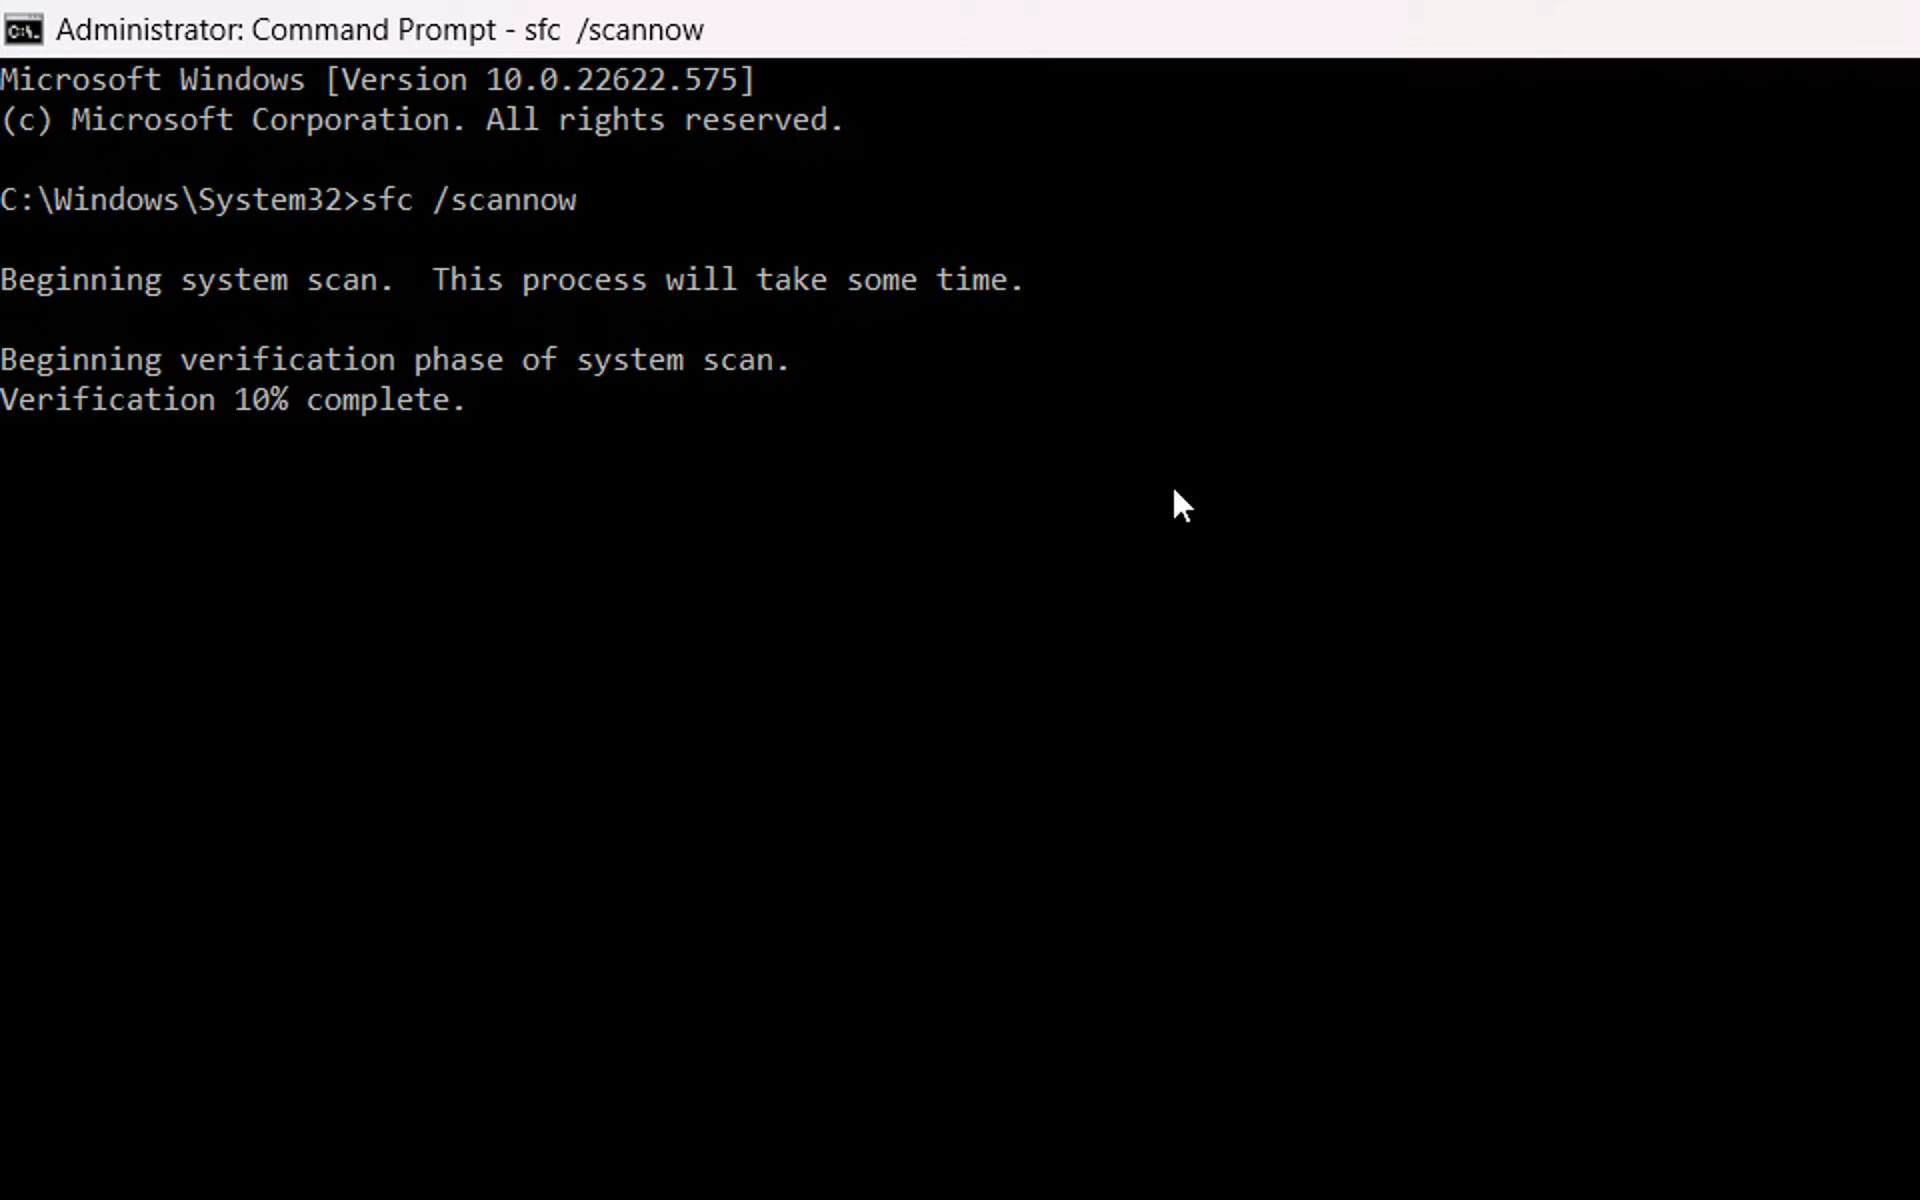 Administrator: Command Prompt - sfc  /scannow
Microsoft Windows [Version 10.0.22622.575]
(c) Microsoft Corporation. All rights reserved.
C:\Windows\System32>sfc /scannow
Beginning system scan.  This process will take some time.
Beginning verification phase of system scan.
Verification 10% complete.